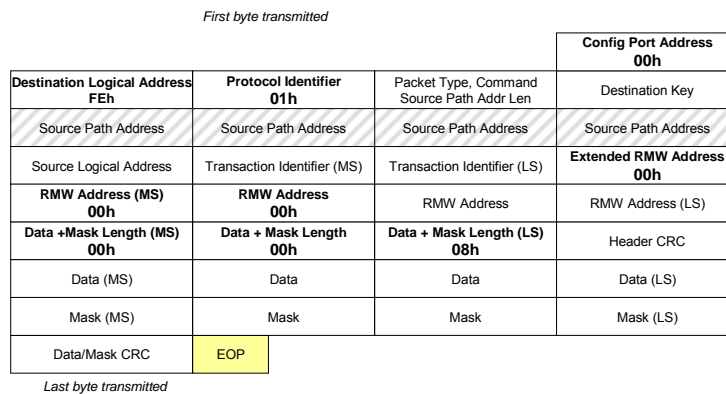 First byte transmitted
Config Port Address
00h
Destination Logical Address
FEh
Protocol Identifier
01h
Packet Type, Command
Source Path Addr Len
Destination Key
Source Path Address
Source Path Address
Source Path Address
Source Path Address
Source Logical Address
Transaction Identifier (MS)
Transaction Identifier (LS)
Extended RMW Address
00h
RMW Address (MS)
00h
RMW Address
00h
RMW Address
RMW Address (LS)
Data +Mask Length (MS)
00h
Data + Mask Length
00h
Data + Mask Length (LS)
08h
Header CRC
Data (MS)
Data
Data
Data (LS)
Mask (MS)
Mask
Mask
Mask (LS)
Data/Mask CRC
EOP
Last byte transmitted